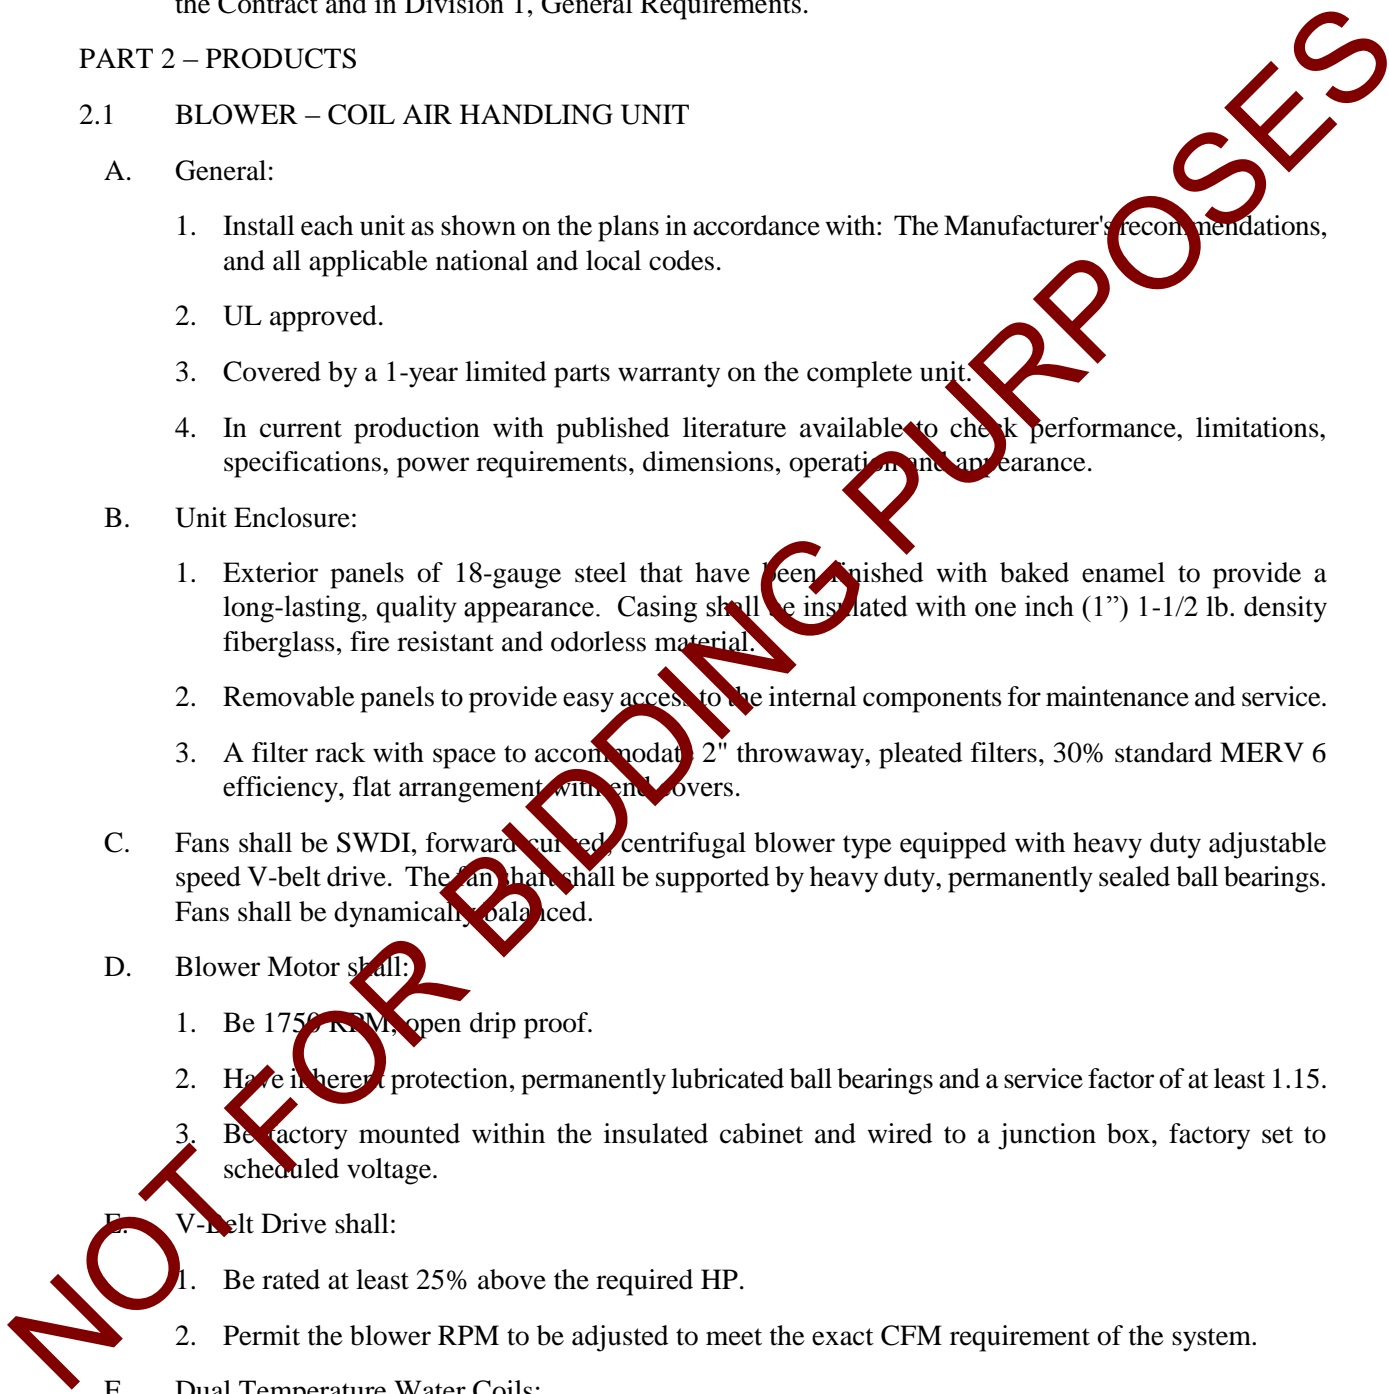 the Contract and in Division 1, General Requirements.
PART 2 – PRODUCTS
2.1 BLOWER – COIL AIR HANDLING UNIT
A. General:
1. Install each unit as shown on the plans in accordance with: The Manufacturer's recommendations,
and all applicable national and local codes.
2. UL approved.
3. Covered by a 1-year limited parts warranty on the complete unit.
4. In current production with published literature available to check performance, limitations,
specifications, power requirements, dimensions, operation and appearance.
B. Unit Enclosure:
1. Exterior panels of 18-gauge steel that have been finished with baked enamel to provide a
long-lasting, quality appearance. Casing shall be insulated with one inch (1”) 1-1/2 lb. density
fiberglass, fire resistant and odorless material.
2. Removable panels to provide easy access to the internal components for maintenance and service.
3. A filter rack with space to accommodate 2" throwaway, pleated filters, 30% standard MERV 6
efficiency, flat arrangement with end covers.
C. Fans shall be SWDI, forward curved, centrifugal blower type equipped with heavy duty adjustable
speed V-belt drive. The fan shaft shall be supported by heavy duty, permanently sealed ball bearings.
Fans shall be dynamically balanced.
D. Blower Motor shall:
1. Be 1750 RPM, open drip proof.
2. Have inherent protection, permanently lubricated ball bearings and a service factor of at least 1.15.
3. Be factory mounted within the insulated cabinet and wired to a junction box, factory set to
scheduled voltage.
E. V-Belt Drive shall:
1. Be rated at least 25% above the required HP.
2. Permit the blower RPM to be adjusted to meet the exact CFM requirement of the system.
F. Dual Temperature Water Coils:
NOT FOR BIDDING PURPOSES